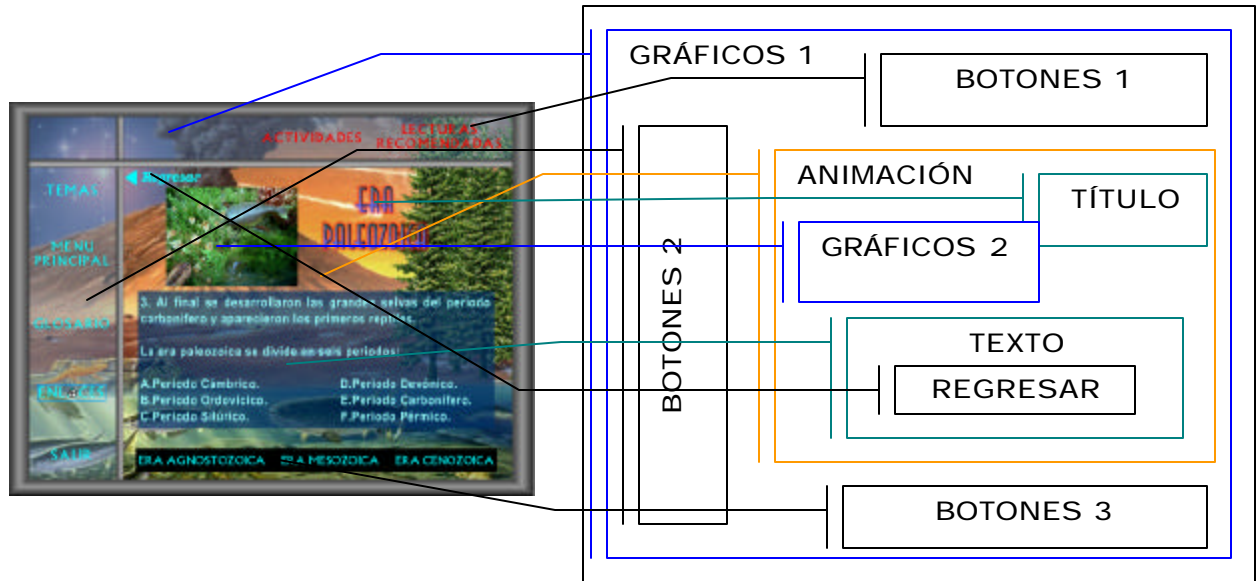 ACTIVIDADES
LECTURAS
RECOMENDADAS
TEMAS
Regresar
ERA
PALEOZOICA
MENU
PRINCIPAL
3. Al final se desarrollaron las grandes selvas del periodo
carbonífero y aparecieron los primeros reptiles.
GLOSARIO
La era paleozoica se divide en seis periodos:
ENLACES
A.Periodo Cámbrico.
D.Periodo Devónico.
B.Periodo Ordovícico.
E.Periodo Carbonífero.
C.Periodo Silúrico.
F.Periodo Pérmico.
SALIR
ERA AGNOSTOZOICA
ERA MESOZOICA
ERA CENOZOICA
GRÁFICOS 1
BOTONES 1
BOTONES 2
ANIMACIÓN
TÍTULO
GRÁFICOS 2
TEXTO
REGRESAR
BOTONES 3